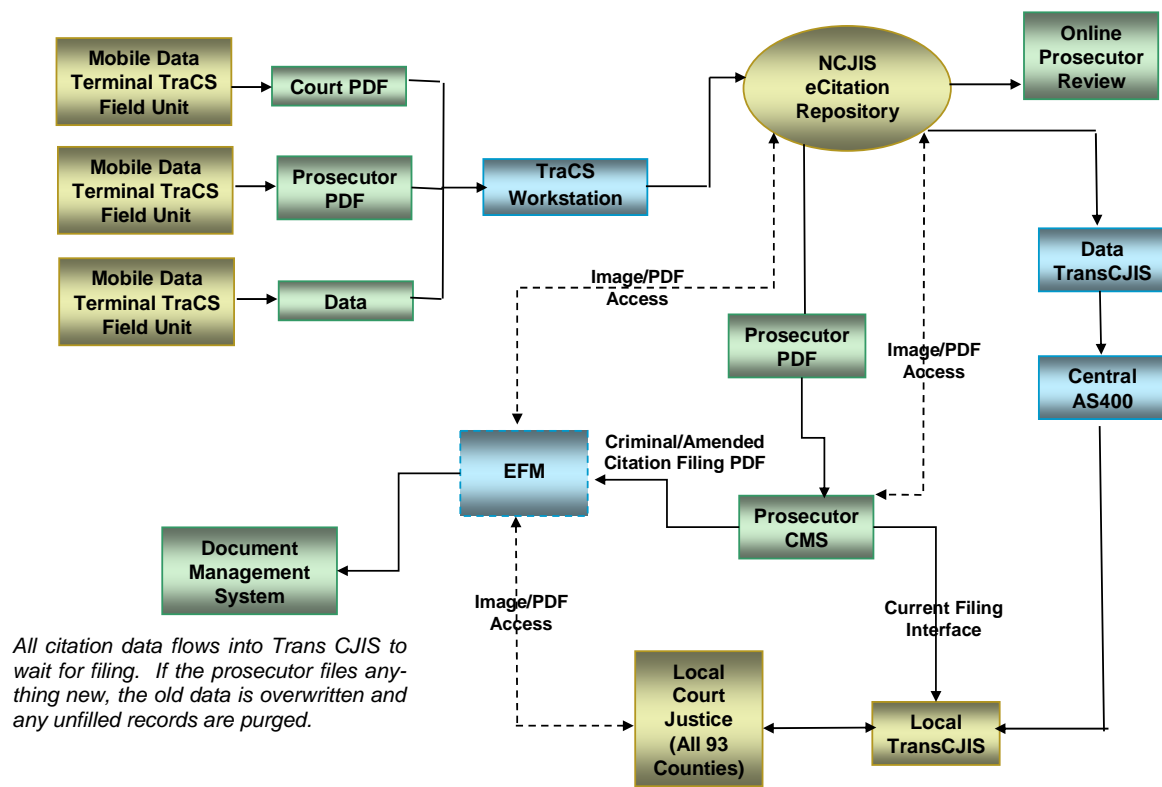 Mobile Data
Terminal TraCS
Field Unit
Court PDF
NCJIS
eCitation
Repository
Online
Prosecutor
Review
Mobile Data
Terminal TraCS
Field Unit
Prosecutor
PDF
TraCS
Workstation
Mobile Data
Terminal TraCS
Field Unit
Data
Image/PDF
Access
Data
TransCJIS
Prosecutor
PDF
Image/PDF
Access
Central
AS400
EFM
Criminal/Amended
Citation Filing PDF
Prosecutor
CMS
Document
Management
System
Image/PDF
Access
Current Filing
Interface
All citation data flows into Trans CJIS to
wait for filing. If the prosecutor files any-
thing new, the old data is overwritten and
any unfilled records are purged.
Local
Court
Justice
(All 93
Counties)
Local
TransCJIS